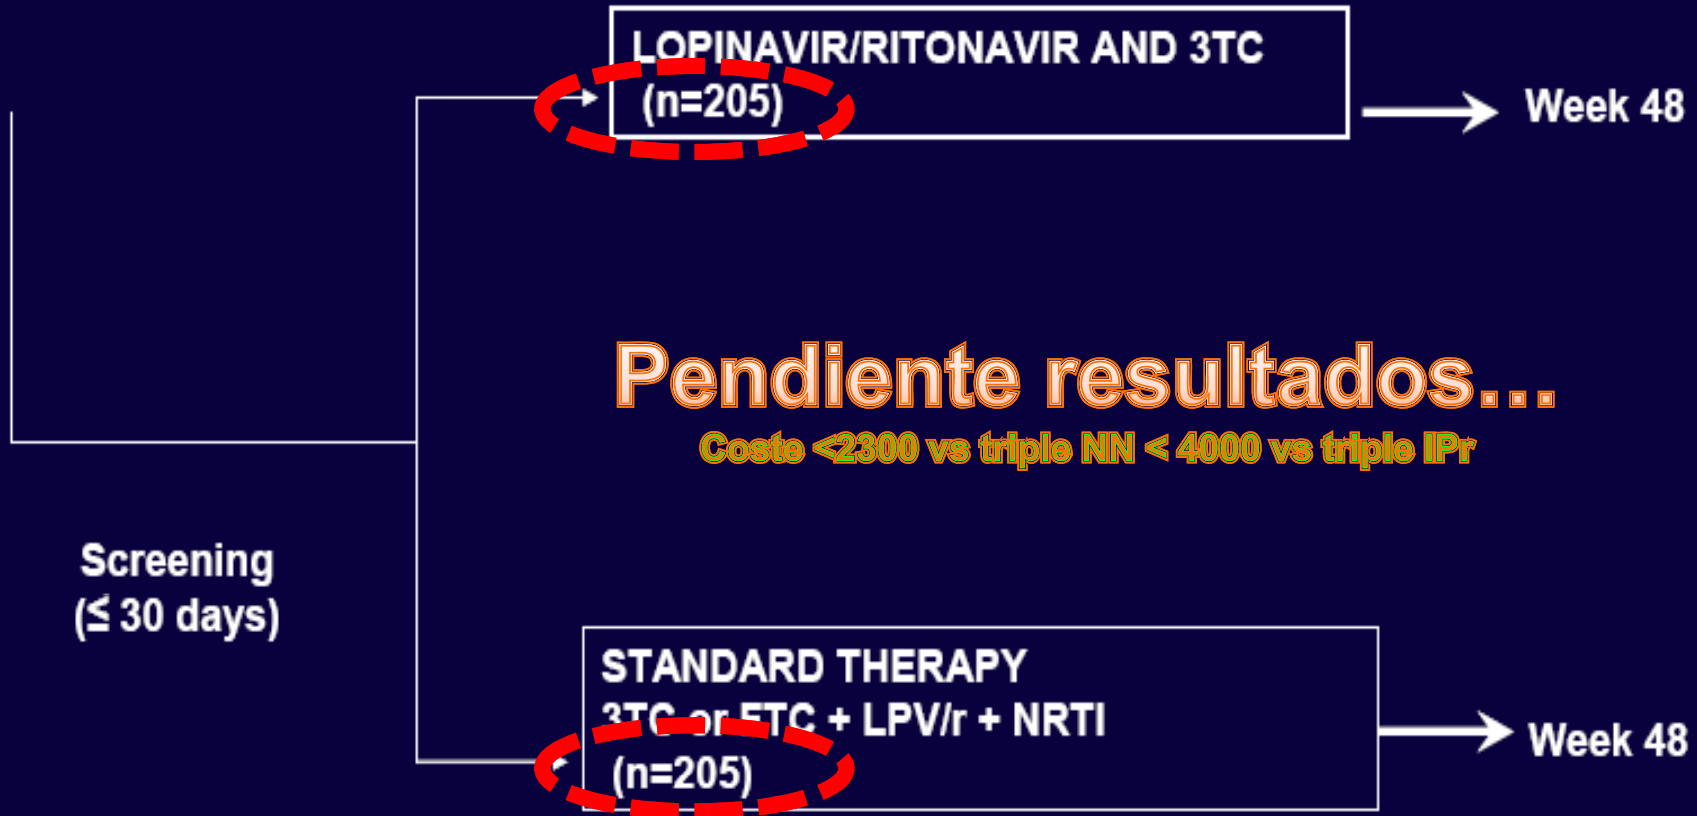 LOPINAVIR/RITONAVIR AND 3TC
(n=205)
Week 48
Pendiente resultados...
Coste <2300 vs triple NN < 4000 vs triple IPr
Screening
(≤ 30 days)
STANDARD THERAPY
3TC or FTC + LPV/r + NRTI
(n=205)
Week 48